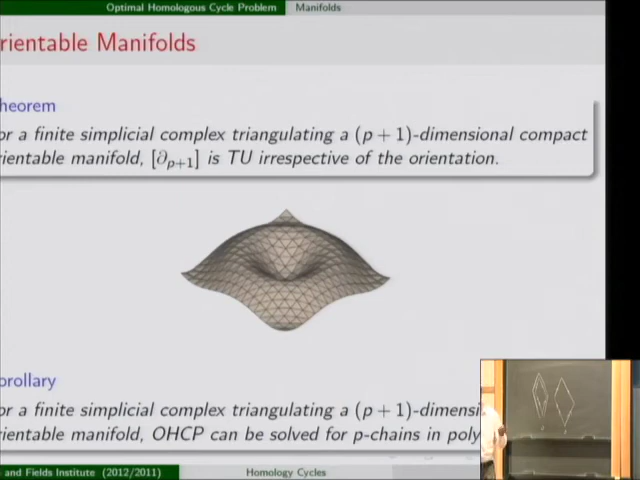 Optimal Homologous Cycle Problem Manifolds
rientable Manifolds
heorem
or a finite simplicial complex triangulating a (p + 1)-dimensional compact
rientable manifold, [∂p+1] is TU irrespective of the orientation.
orollary
or a finite simplicial complex triangulating a (p + 1)-dimensi
rientable manifold, OHCP can be solved for p-chains in poly
and Fields Institute (2012/2011) Homology Cycles